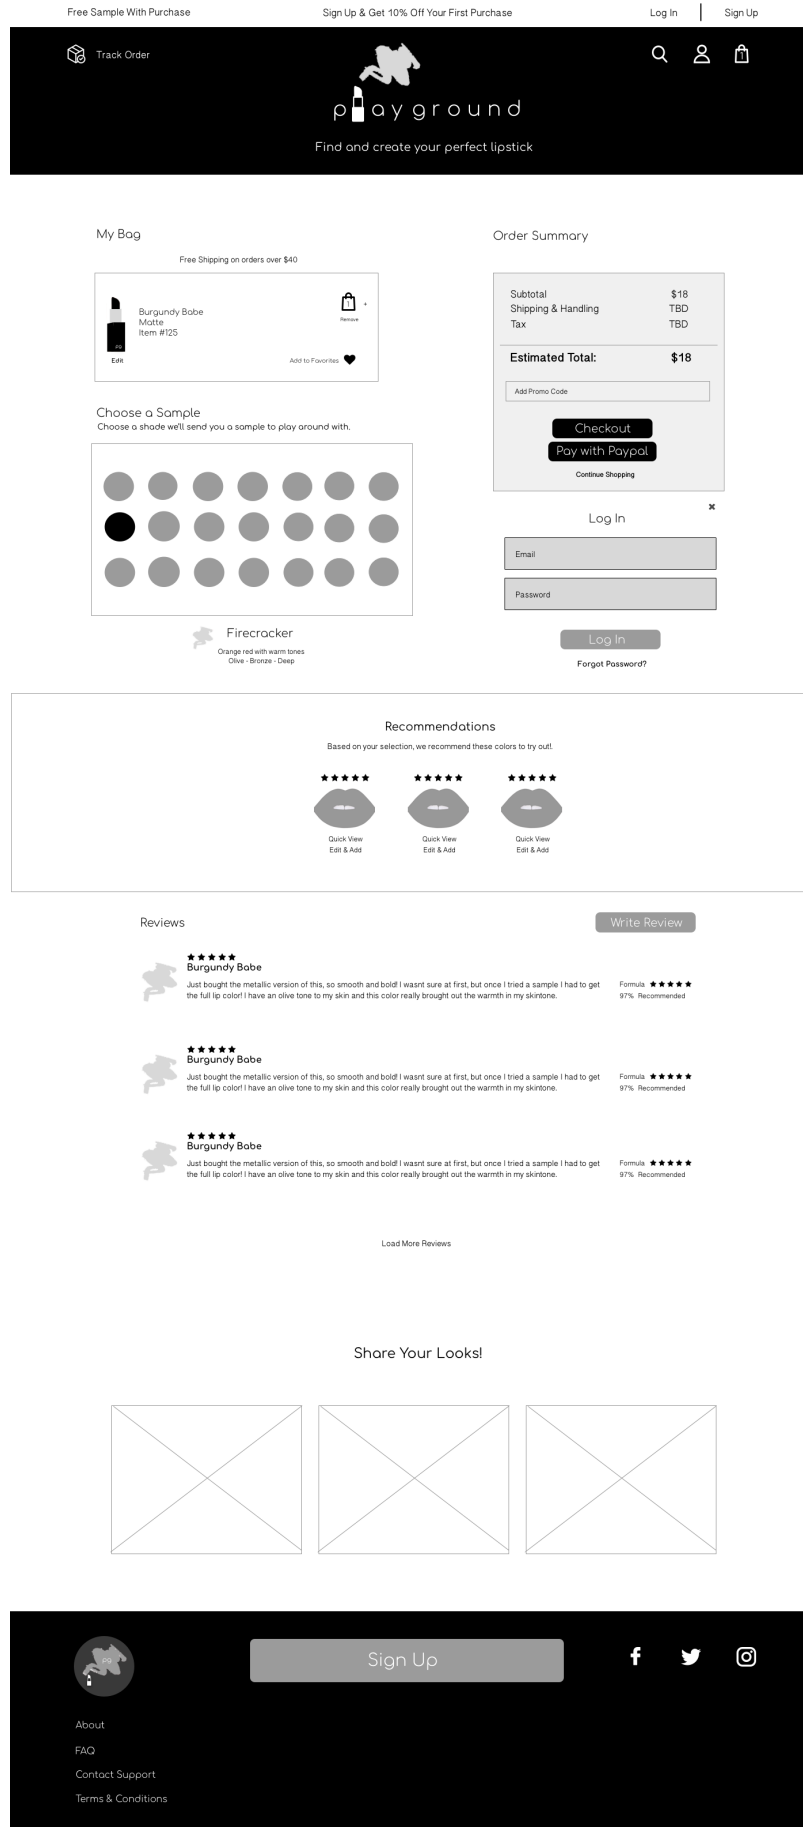 Free Sample With Purchase
Sign Up & Get 10% Off Your First Purchase
Log In
Sign Up
Track Order
1
playground
Find and create your perfect lipstick
My Bag
Free Shipping on orders over $40
Burgundy Babe
Matte
Item #125
pg
Edit
1 +
Remove
Add to Favorites
Choose a Sample
Choose a shade we'll send you a sample to play around with.
Firecracker
Orange red with warm tones
Olive - Bronze - Deep
Order Summary
Subtotal $18
Shipping & Handling TBD
Tax TBD
Estimated Total: $18
Add Promo Code
Checkout
Pay with Paypal
Continue Shopping
Log In
Email
Password
Log In
Forgot Password?
Recommendations
Based on your selection, we recommend these colors to try out!.
Quick View Quick View Quick View
Edit & Add Edit & Add Edit & Add
Reviews
Write Review
Burgundy Babe
Just bought the metallic version of this, so smooth and bold! I wasnt sure at first, but once I tried a sample I had to get
the full lip color! I have an olive tone to my skin and this color really brought out the warmth in my skintone.
Formula
97% Recommended
Burgundy Babe
Just bought the metallic version of this, so smooth and bold! I wasnt sure at first, but once I tried a sample I had to get
the full lip color! I have an olive tone to my skin and this color really brought out the warmth in my skintone.
Formula
97% Recommended
Burgundy Babe
Just bought the metallic version of this, so smooth and bold! I wasnt sure at first, but once I tried a sample I had to get
the full lip color! I have an olive tone to my skin and this color really brought out the warmth in my skintone.
Formula
97% Recommended
Load More Reviews
Share Your Looks!
pg
Sign Up
About
FAQ
Contact Support
Terms & Conditions